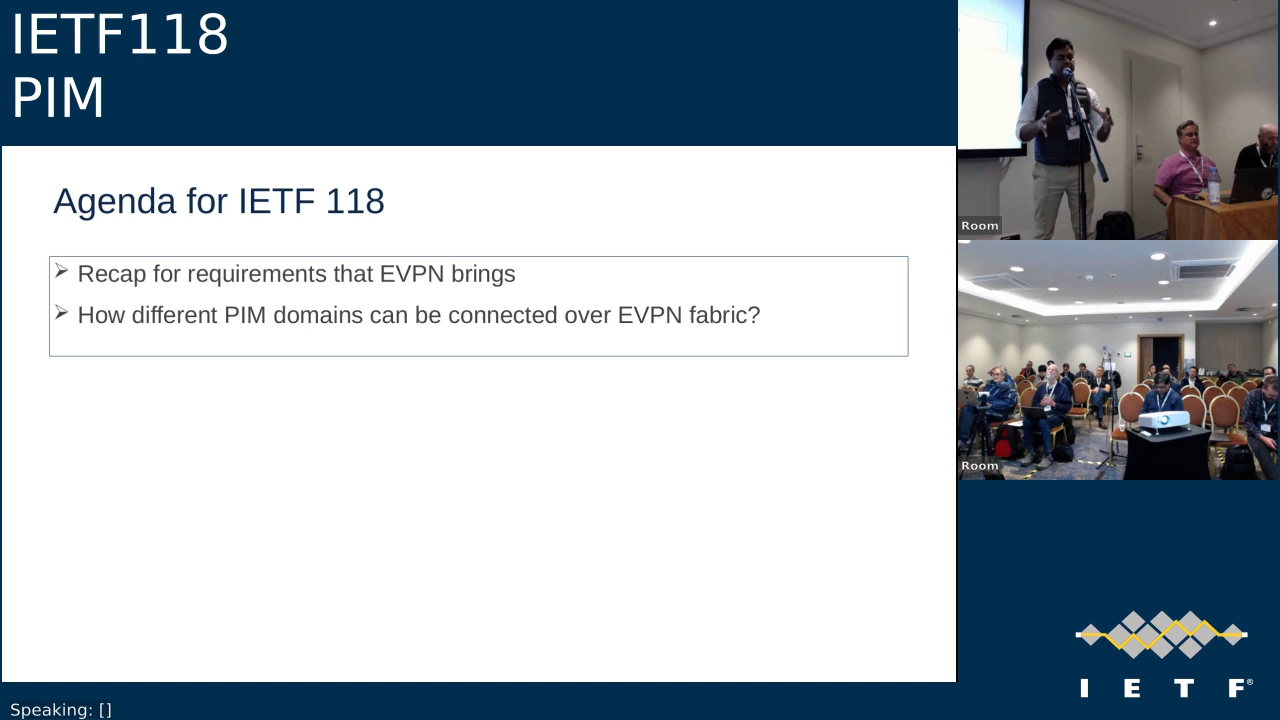 IETF118
PIM
Agenda for IETF 118
➢ Recap for requirements that EVPN brings
➢ How different PIM domains can be connected over EVPN fabric?
Room
Room
I E T F®
Speaking: []